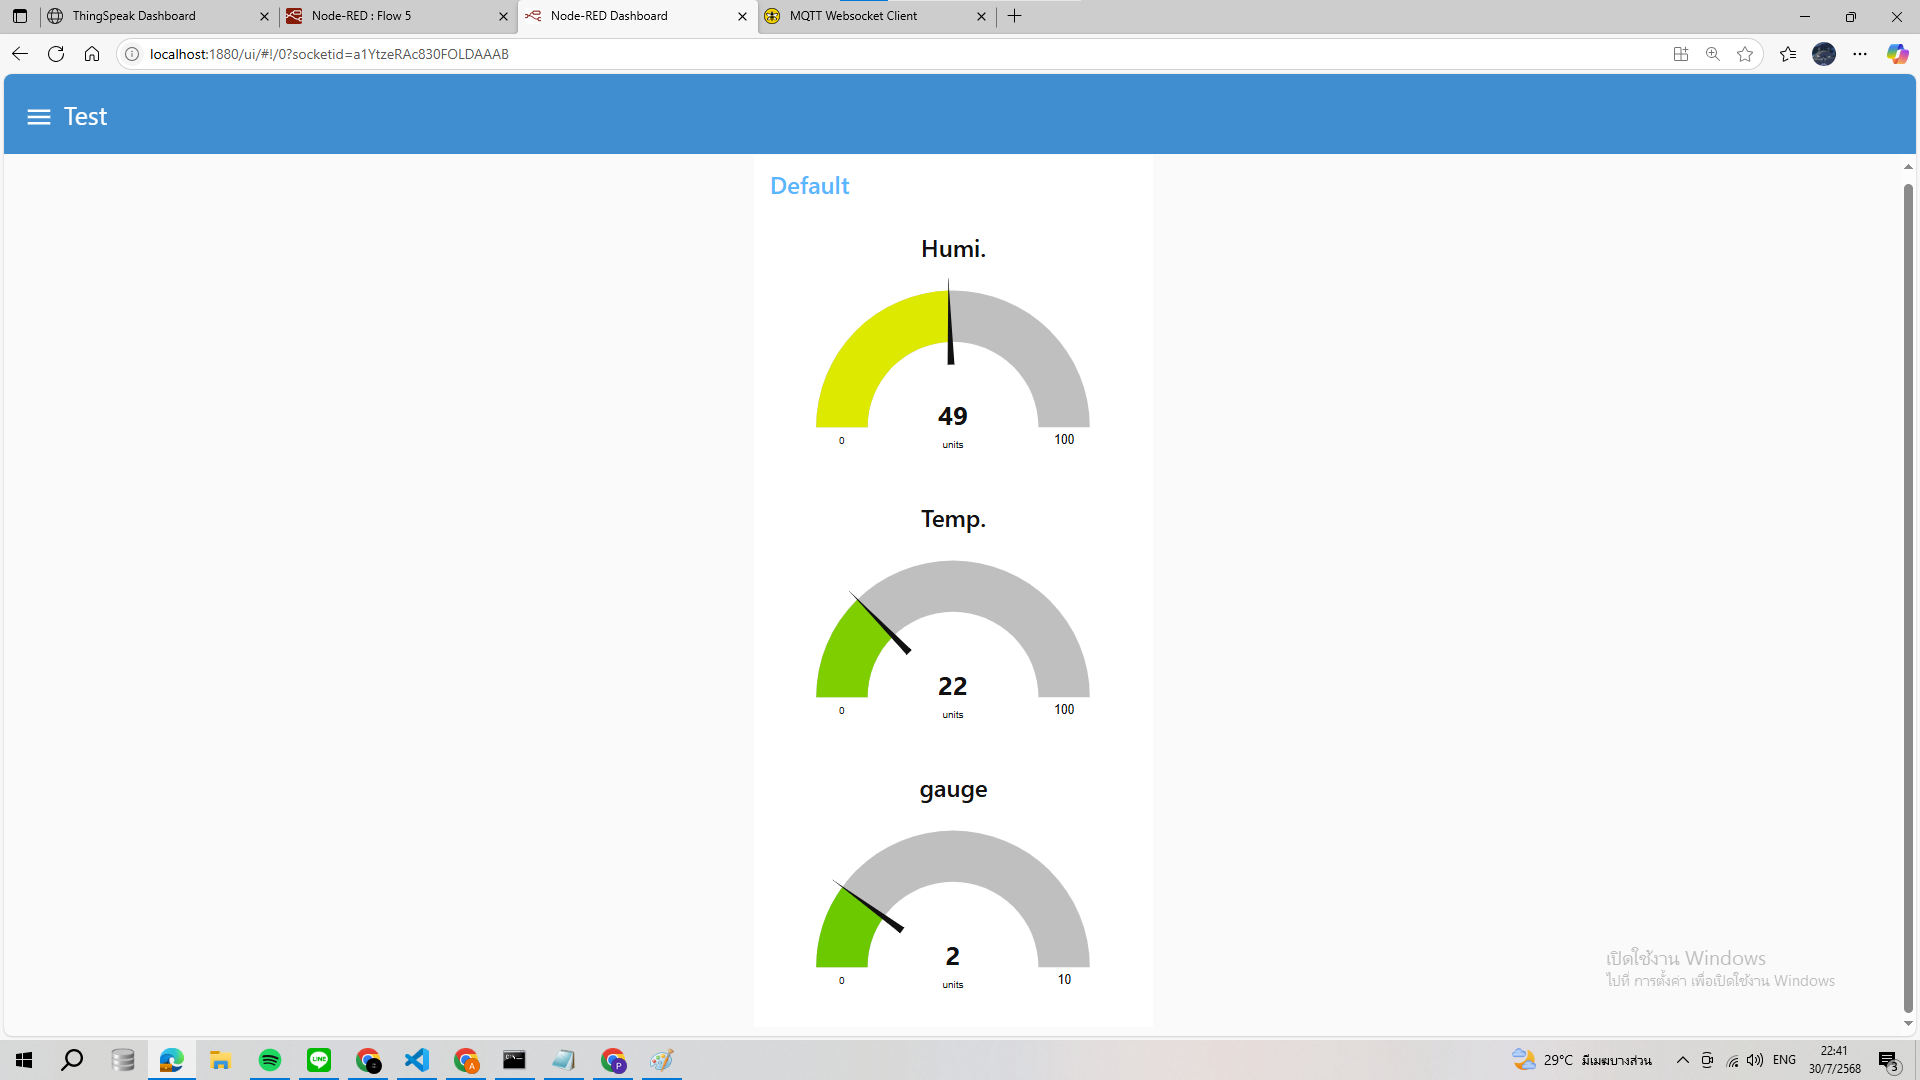 ThingSpeak Dashboard
Node-RED : Flow 5
Node-RED Dashboard
MQTT Websocket Client
localhost:1880/ui/#!/0?socketid=a1YtzeRAc830FOLDAAAB
Test
Default
Humi.
49
0
units
100
Temp.
22
0
units
100
gauge
2
0
units
10
เปิดใช้งาน Windows
ไปที่ การตั้งค่า เพื่อเปิดใช้งาน Windows
29°C มีเมฆบางส่วน
ENG
22:41
30/7/2568
3